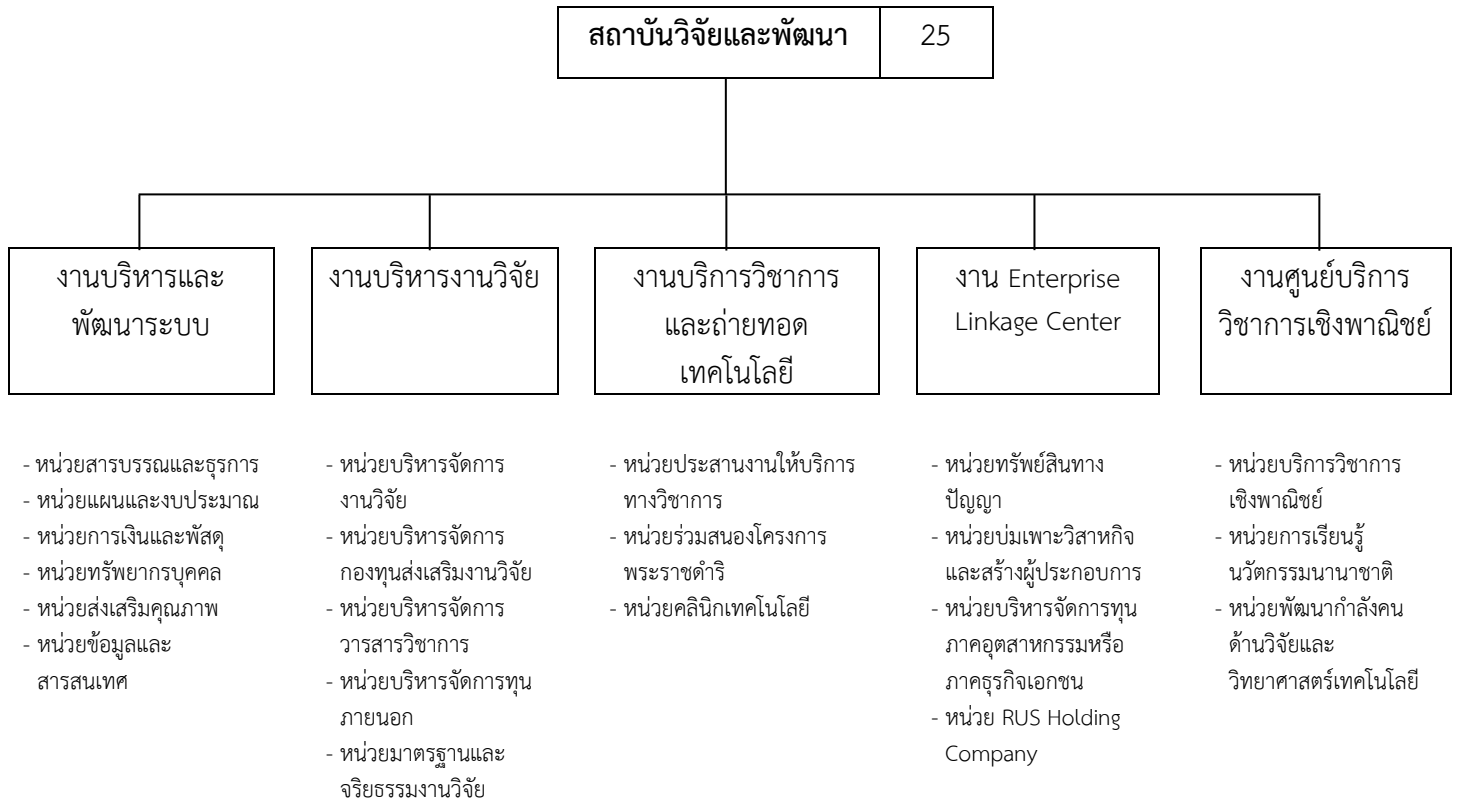 สถาบันวิจัยและพัฒนา 25
งานบริหารและ
พัฒนาระบบ
งานบริหารงานวิจัย
งานบริการวิชาการ
และถ่ายทอด
เทคโนโลยี
งาน Enterprise
Linkage Center
งานศูนย์บริการ
วิชาการเชิงพาณิชย์
- หน่วยสารบรรณและธุรการ
- หน่วยแผนและงบประมาณ
- หน่วยการเงินและพัสดุ
- หน่วยทรัพยากรบุคคล
- หน่วยส่งเสริมคุณภาพ
- หน่วยข้อมูลและ
สารสนเทศ
- หน่วยบริหารจัดการ
งานวิจัย
- หน่วยบริหารจัดการ
กองทุนส่งเสริมงานวิจัย
- หน่วยบริหารจัดการ
วารสารวิชาการ
- หน่วยบริหารจัดการทุน
ภายนอก
- หน่วยมาตรฐานและ
จริยธรรมงานวิจัย
- หน่วยประสานงานให้บริการ
ทางวิชาการ
- หน่วยร่วมสนองโครงการ
พระราชดำริ
- หน่วยคลินิกเทคโนโลยี
- หน่วยทรัพย์สินทาง
ปัญญา
- หน่วยบ่มเพาะวิสาหกิจ
และสร้างผู้ประกอบการ
- หน่วยบริหารจัดการทุน
ภาคอุตสาหกรรมหรือ
ภาคธุรกิจเอกชน
- หน่วย RUS Holding
Company
- หน่วยบริการวิชาการ
เชิงพาณิชย์
- หน่วยการเรียนรู้
นวัตกรรมนานาชาติ
- หน่วยพัฒนากำลังคน
ด้านวิจัยและ
วิทยาศาสตร์เทคโนโลยี